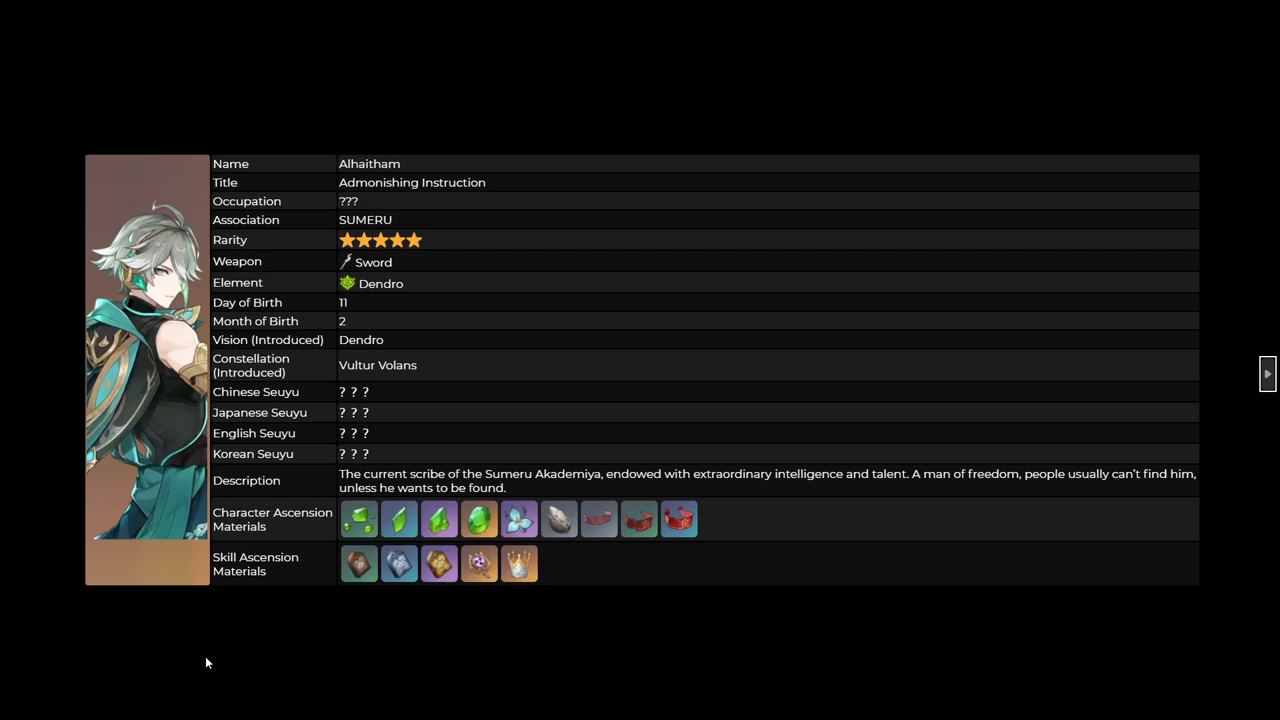 Name Alhaitham
Title Admonishing Instruction
Occupation ???
Association SUMERU
Rarity
Weapon Sword
Element Dendro
Day of Birth 11
Month of Birth 2
Vision (Introduced) Dendro
Constellation
(Introduced) Vultur Volans
Chinese Seuyu ? ? ?
Japanese Seuyu ? ? ?
English Seuyu ? ? ?
Korean Seuyu ? ? ?
Description The current scribe of the Sumeru Akademiya, endowed with extraordinary intelligence and talent. A man of freedom, people usually can't find him,
unless he wants to be found.
Character Ascension
Materials
Skill Ascension
Materials